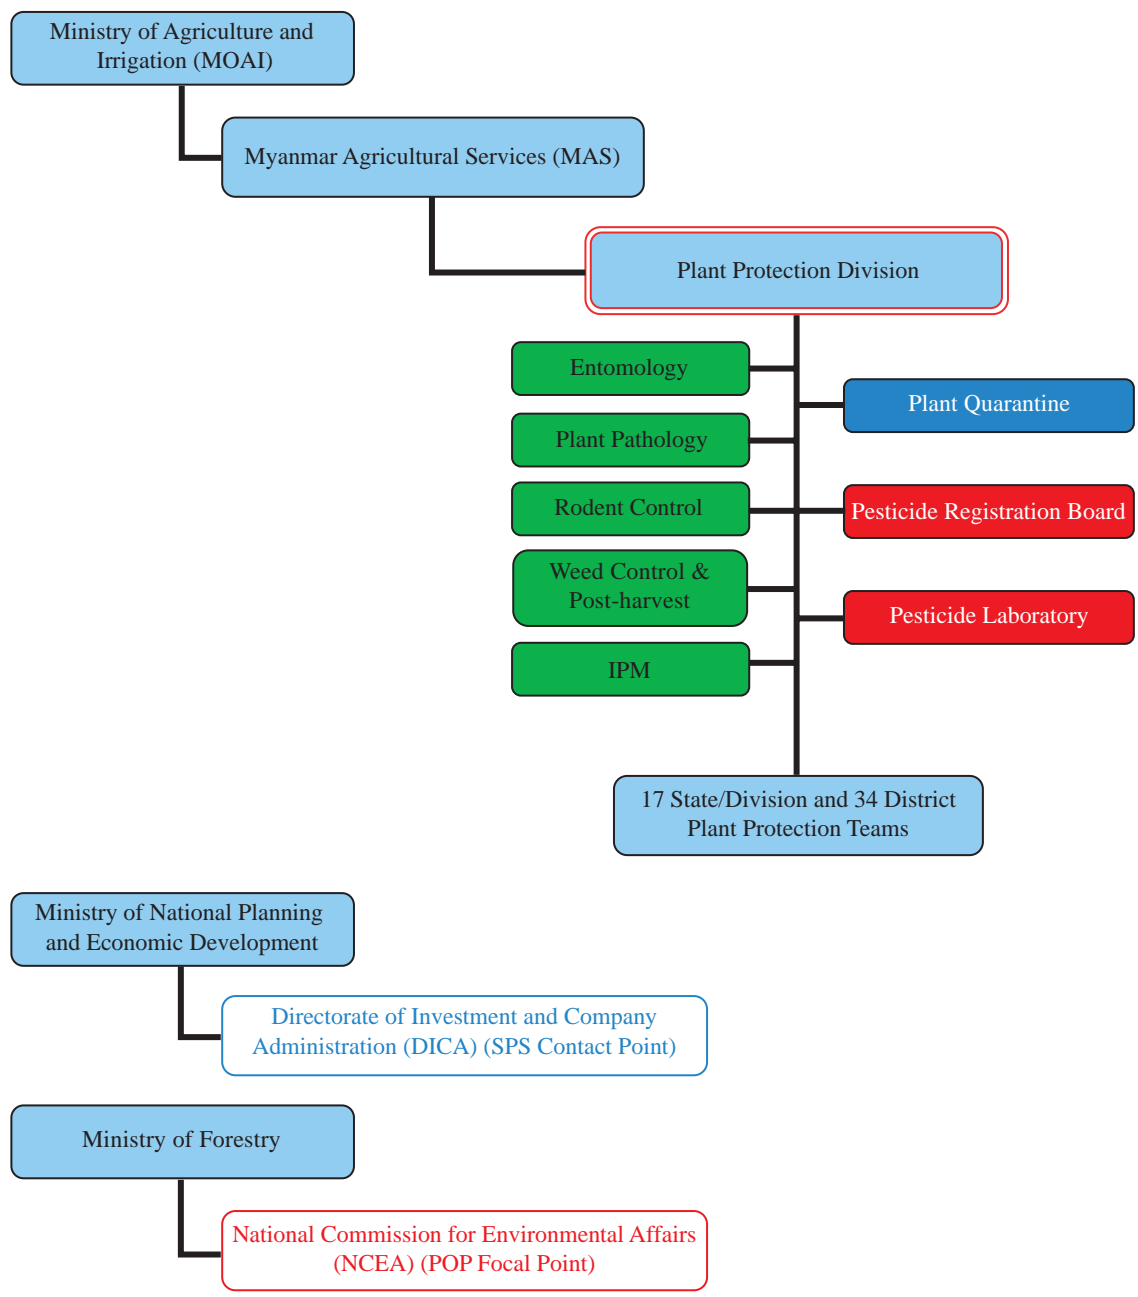 Ministry of Agriculture and
Irrigation (MOAI)
Myanmar Agricultural Services (MAS)
Plant Protection Division
Entomology
Plant Quarantine
Plant Pathology
Rodent Control
Pesticide Registration Board
Weed Control &
Post-harvest
Pesticide Laboratory
IPM
17 State/Division and 34 District
Plant Protection Teams
Ministry of National Planning
and Economic Development
Directorate of Investment and Company
Administration (DICA) (SPS Contact Point)
Ministry of Forestry
National Commission for Environmental Affairs
(NCEA) (POP Focal Point)